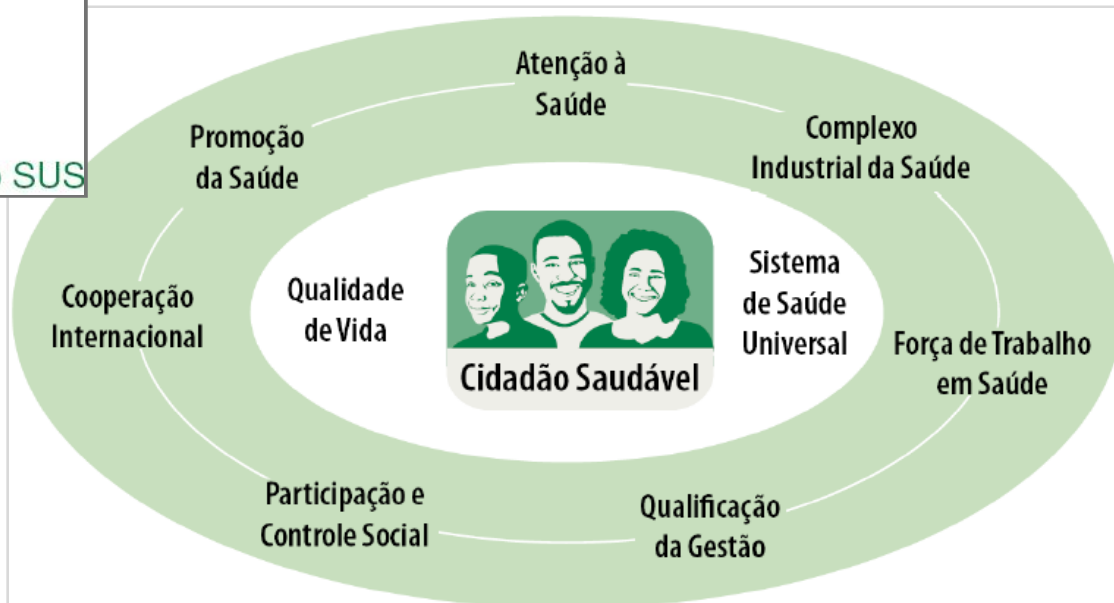 SUS
Atenção à
Saúde
Promoção
da Saúde
Complexo
Industrial da Saúde
Cooperação
Internacional
Qualidade
de Vida
Cidadão Saudável
Sistema
de Saúde
Universal
Força de Trabalho
em Saúde
Participação e
Controle Social
Qualificação
da Gestão